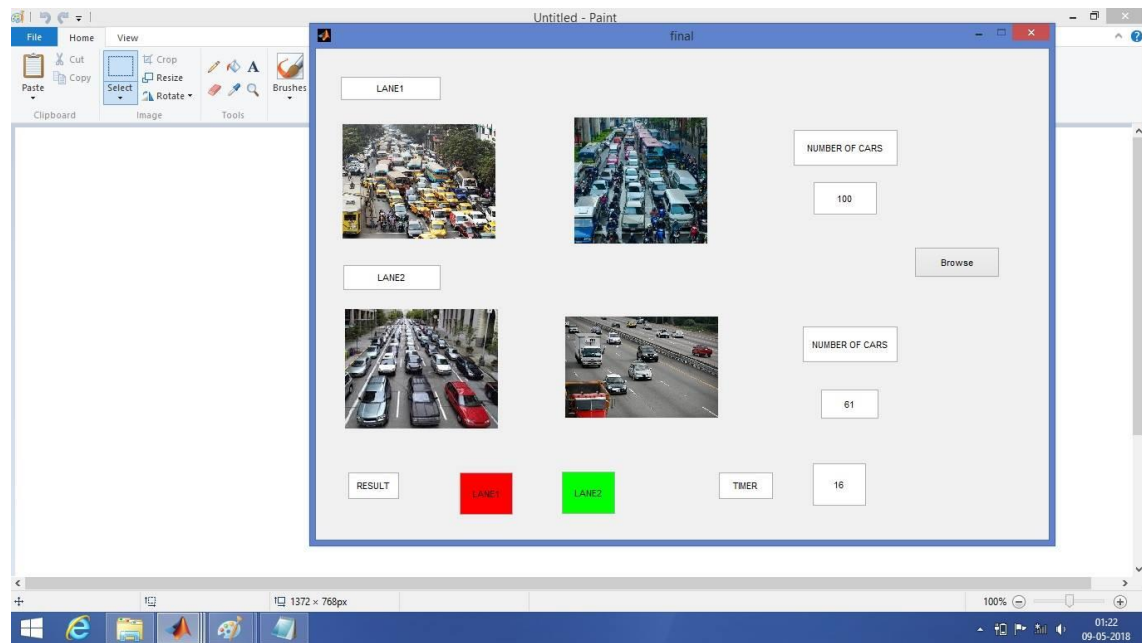 Untitled - Paint
File Home View
Paste
Cut
Copy
Clipboard
Select
Crop
Resize
Rotate
Image
A
Tools
Brushes
final
LANE1
NUMBER OF CARS
100
Browse
LANE2
NUMBER OF CARS
61
RESULT
LANE1
LANE2
TIMER
16
1372 × 768px
100%
01:22
09-05-2018